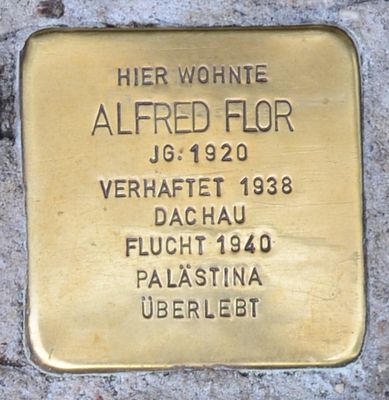 HIER WOHNTE
ALFRED FLOR
JG. 1920
VERHAFTET 1938
DACHAU
FLUCHT 1940
PALÄSTINA
ÜBERLEBT